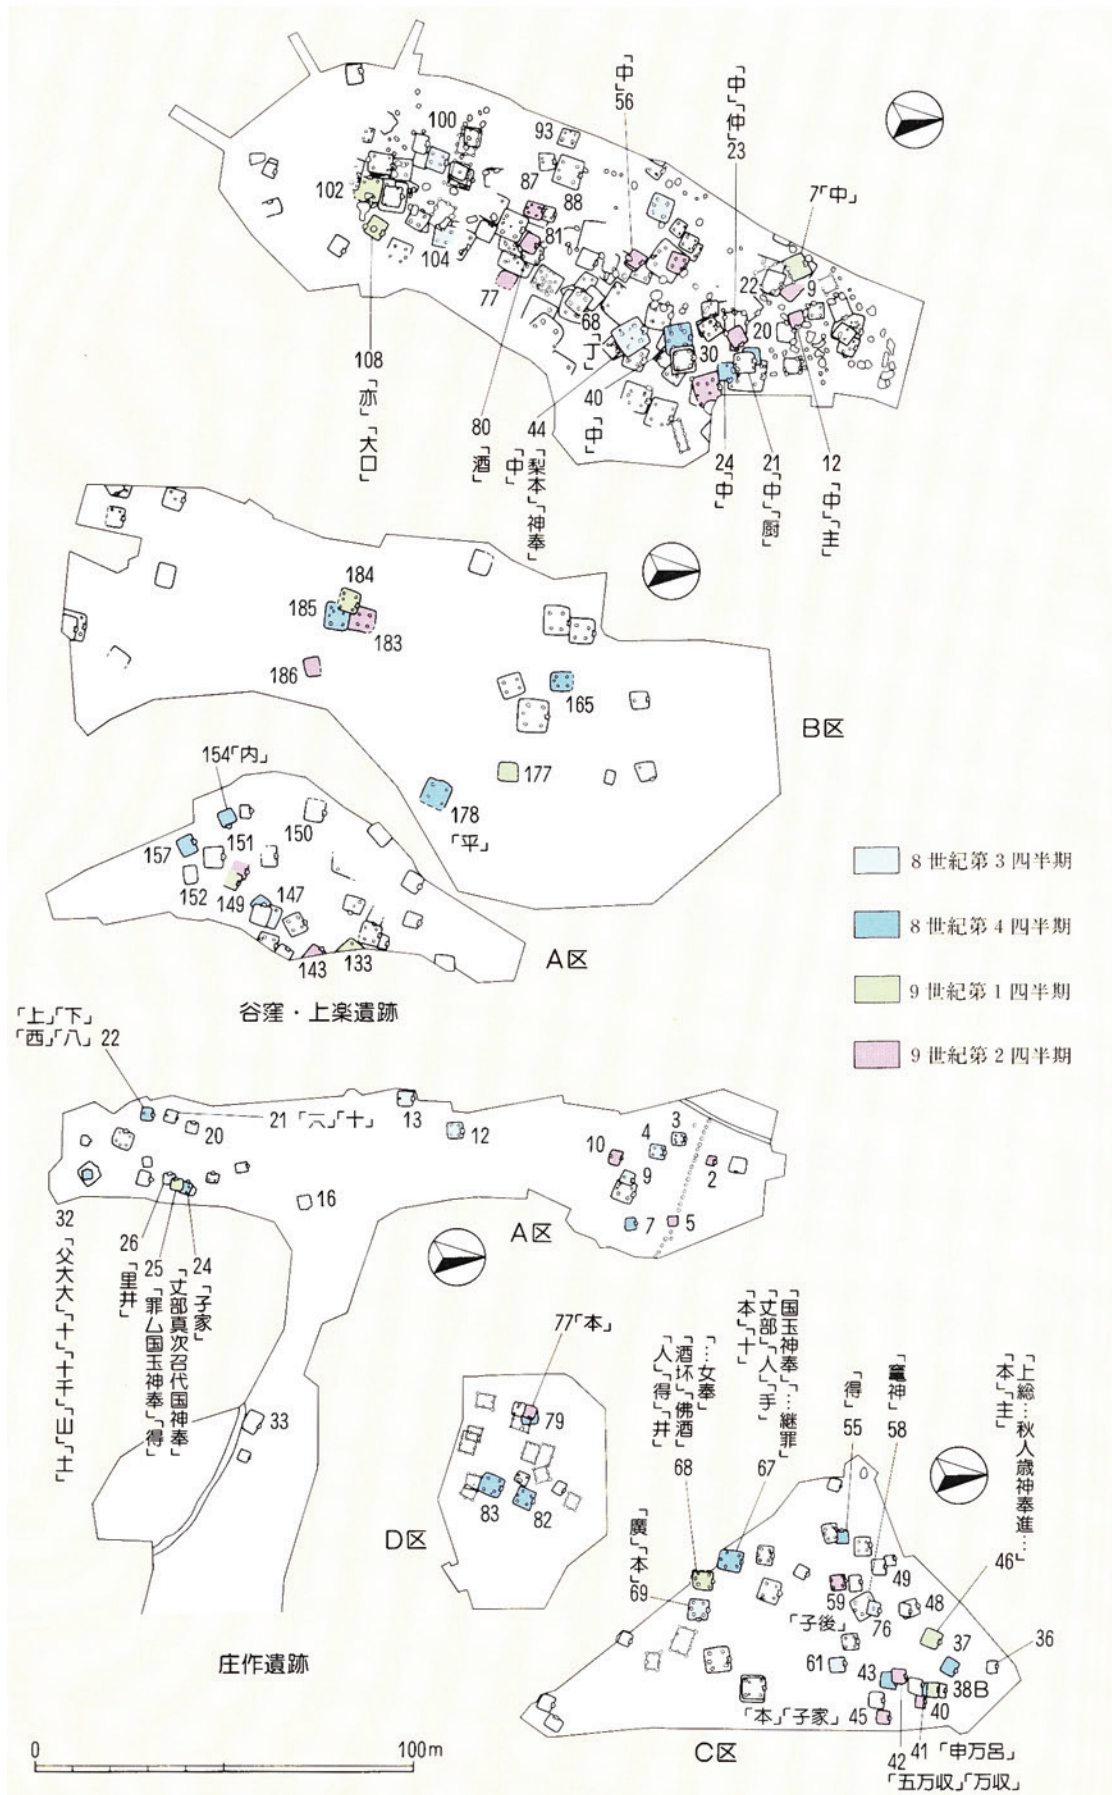 「中」56
「中」「仲」23
7「中」
100
93
102
87
88
81
104
77
22
9
68
20
30
「丁」
108「亦」「大口」
80「酒」
44「梨本」「神奉」
「中」
40「中」
24「中」
21「中」「厨」
12「中」「主」
184
185
183
186
165
B区
177
178
「平」
154「内」
157
151
150
152
149
147
143
133
A区
谷窪・上楽遺跡
8世紀第3四半期
8世紀第4四半期
9世紀第1四半期
9世紀第2四半期
「上」「下」
「西」「八」22
21「六」「十」
20
13
12
3
4
10
9
2
7
5
16
A区
32「父大大」「十」「十千」「山」「土」
26「里井」
25「罪厶国玉神奉」「得」
「丈部真次召代国神奉」
24「子家」
33
77「本」
79
83
82
D区
庄作遺跡
「廣」「本」69
「…女奉」
「酒坏」「佛酒」
「人」「得」「井」68
「国玉神奉」「…継罪」
「丈部」「人」「手」
「本」「十」67
「得」55
「竈神」58
「上総…秋人歳神奉進…」
「本」「主」46
49
59
48
「子後」76
37
36
61
43
38B
「本」「子家」45
40
42
41「申万呂」
「五万収」「万収」
C区
0
100m